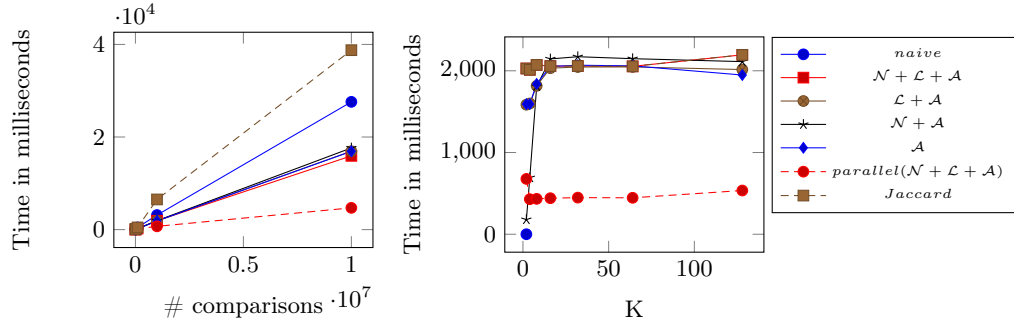 ·10^4
Time in milliseconds
4
2
0
0
0.5
1
# comparisons
·10^7
Time in milliseconds
2,000
1,000
0
0
50
100
K
naive
𝒩 + ℒ + 𝒜
ℒ + 𝒜
𝒩 + 𝒜
𝒜
parallel(𝒩 + ℒ + 𝒜)
Jaccard